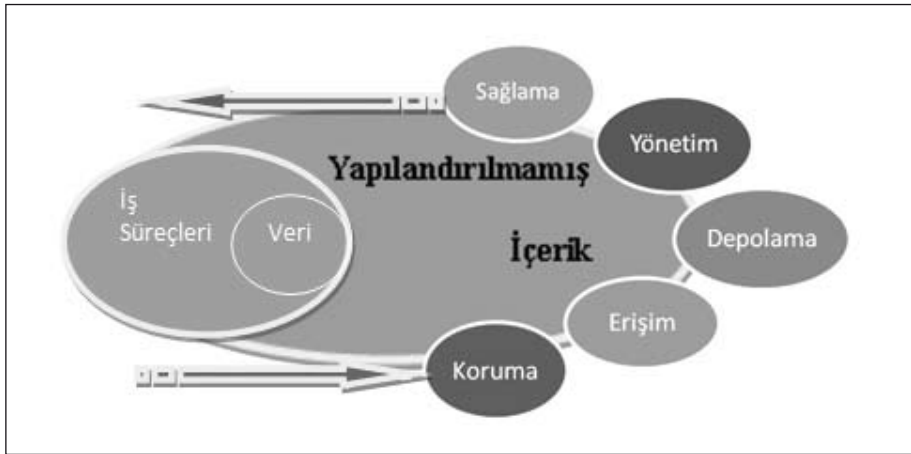 Sağlama
Yönetim
Yapılandırılmamış
İş
Süreçleri
Veri
Depolama
İçerik
Erişim
Koruma